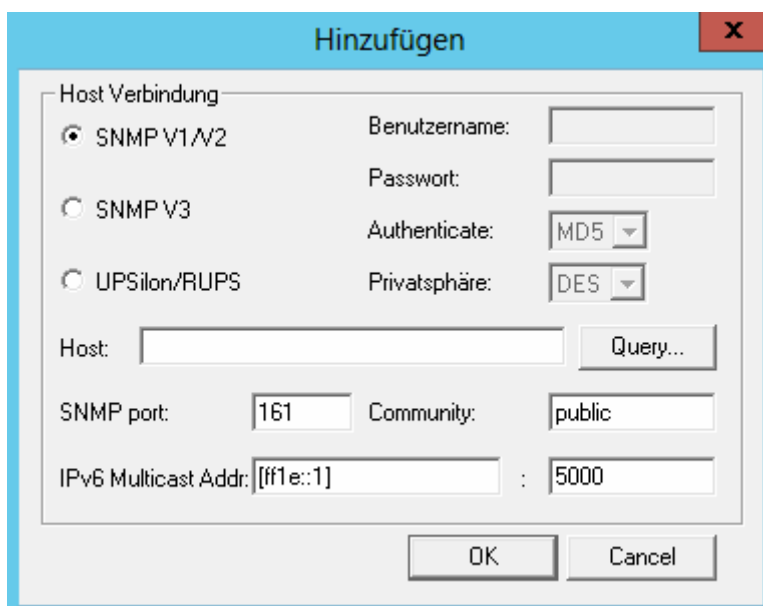 Hinzufügen
x
Host Verbindung
SNMP V1/V2
Benutzername:
Passwort:
SNMP V3
Authenticate: MD5
UPSilon/RUPS
Privatsphäre: DES
Host: Query...
SNMP port: 161 Community: public
IPv6 Multicast Addr: [ff1e::1] : 5000
OK Cancel